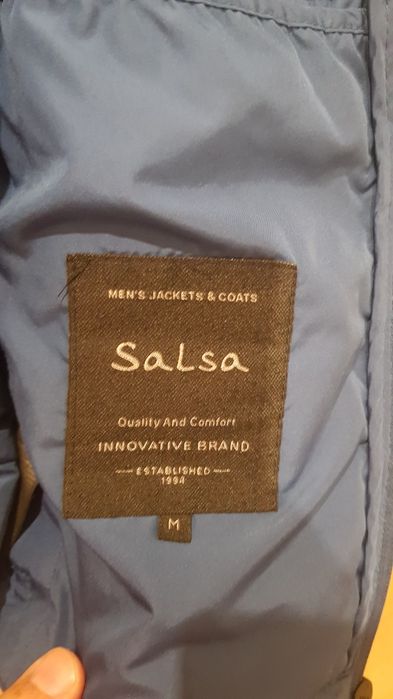 MEN'S JACKETS & COATS
SaLsa
Quality And Comfort
INNOVATIVE BRAND
ESTABLISHED
1994
M